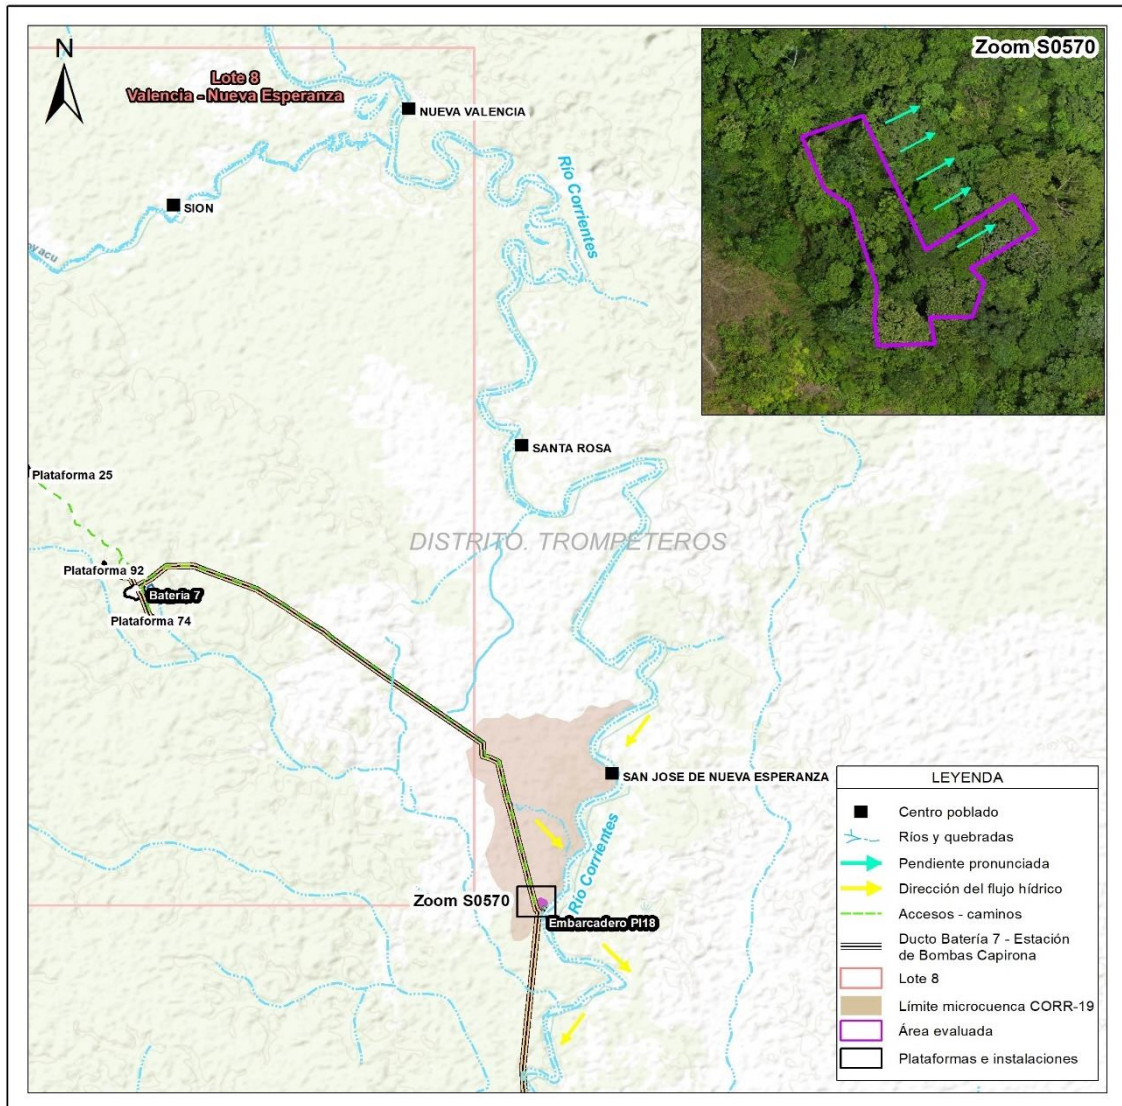 N
Lote 8
Valencia - Nueva Esperanza
NUEVA VALENCIA
SION
Río Corrientes
Zoom S0570
SANTA ROSA
Plataforma 25
DISTRITO. TROMPETEROS
Plataforma 92
Batería 7
Plataforma 74
SAN JOSE DE NUEVA ESPERANZA
Río Corrientes
Zoom S0570
Embarcadero PI18
LEYENDA
Centro poblado
Ríos y quebradas
Pendiente pronunciada
Dirección del flujo hídrico
Accesos - caminos
Ducto Batería 7 - Estación
de Bombas Capirona
Lote 8
Límite microcuenca CORR-19
Área evaluada
Plataformas e instalaciones